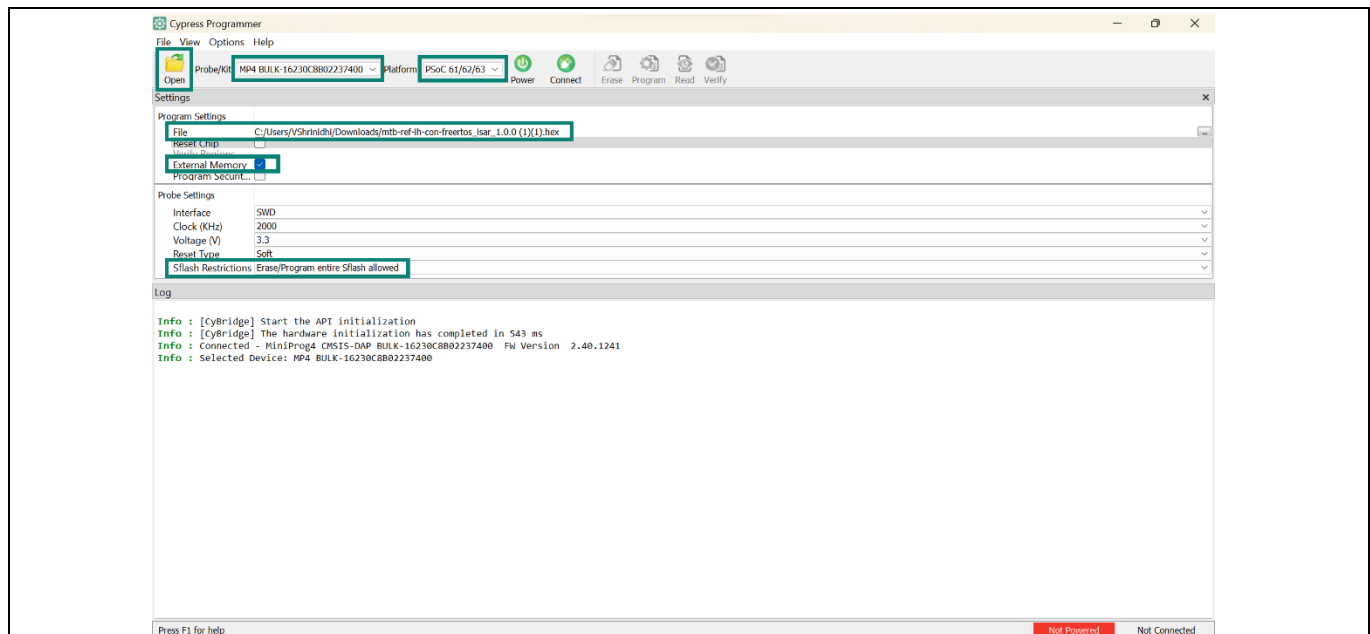 Cypress Programmer
File View Options Help
Open Probe/Kit MP4 BULK-16230C8B02237400 Platform PSoC 61/62/63 Power Connect Erase Program Read Verify
Settings
Program Settings
File C:/Users/VShrinidhi/Downloads/mtb-ref-ih-con-freertos_isar_1.0.0 (1)(1).hex
Reset Chip
Verify Regions
External Memory
Program Securit...
Probe Settings
Interface SWD
Clock (KHz) 2000
Voltage (V) 3.3
Reset Type Soft
Sflash Restrictions Erase/Program entire Sflash allowed
Log
Info : [CyBridge] Start the API initialization
Info : [CyBridge] The hardware initialization has completed in 543 ms
Info : Connected - MiniProg4 CMSIS-DAP BULK-16230C8B02237400 FW Version 2.40.1241
Info : Selected Device: MP4 BULK-16230C8B02237400
Press F1 for help Not Powered Not Connected